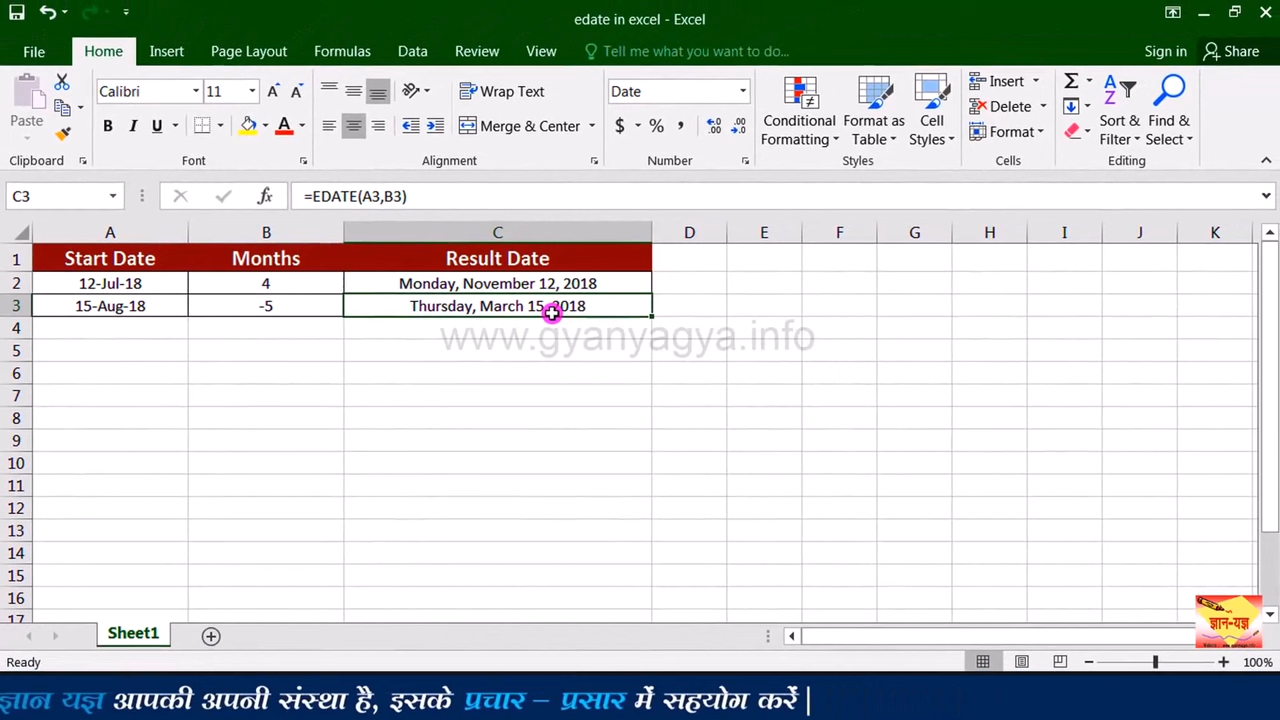 edate in excel - Excel
File Home Insert Page Layout Formulas Data Review View Tell me what you want to do... Sign in Share
Calibri 11 Wrap Text Date Insert
Paste B I U Merge & Center $ % , Conditional Formatting Format as Table Cell Styles Delete Format Sort & Filter Find & Select
Clipboard Font Alignment Number Styles Cells Editing
C3 fx =EDATE(A3,B3)
A B C D E F G H I J K
1 Start Date Months Result Date
2 12-Jul-18 4 Monday, November 12, 2018
3 15-Aug-18 -5 Thursday, March 15, 2018
4
www.gyanyagya.info
5
6
7
8
9
10
11
12
13
14
15
16
17
ज्ञान-यज्ञ
Sheet1
Ready 100%
ज्ञान यज्ञ आपकी अपनी संस्था है, इसके प्रचार – प्रसार में सहयोग करें |